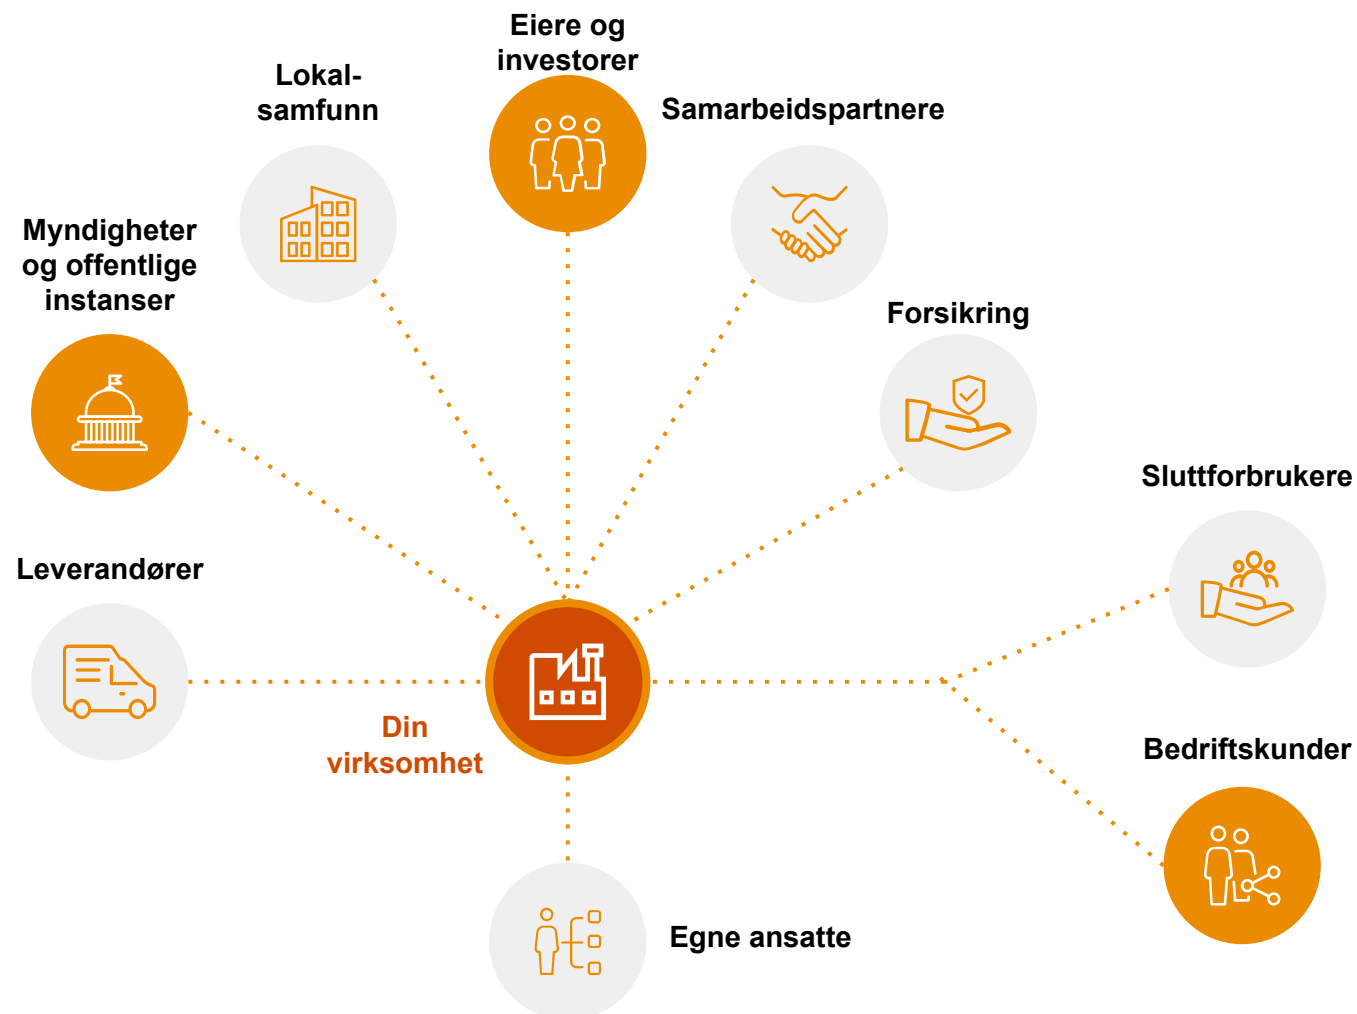 Eiere og
investorer
Lokal-
samfunn
Samarbeidspartnere
Myndigheter
og offentlige
instanser
Forsikring
Sluttforbrukere
Leverandører
Din
virksomhet
Bedriftskunder
Egne ansatte